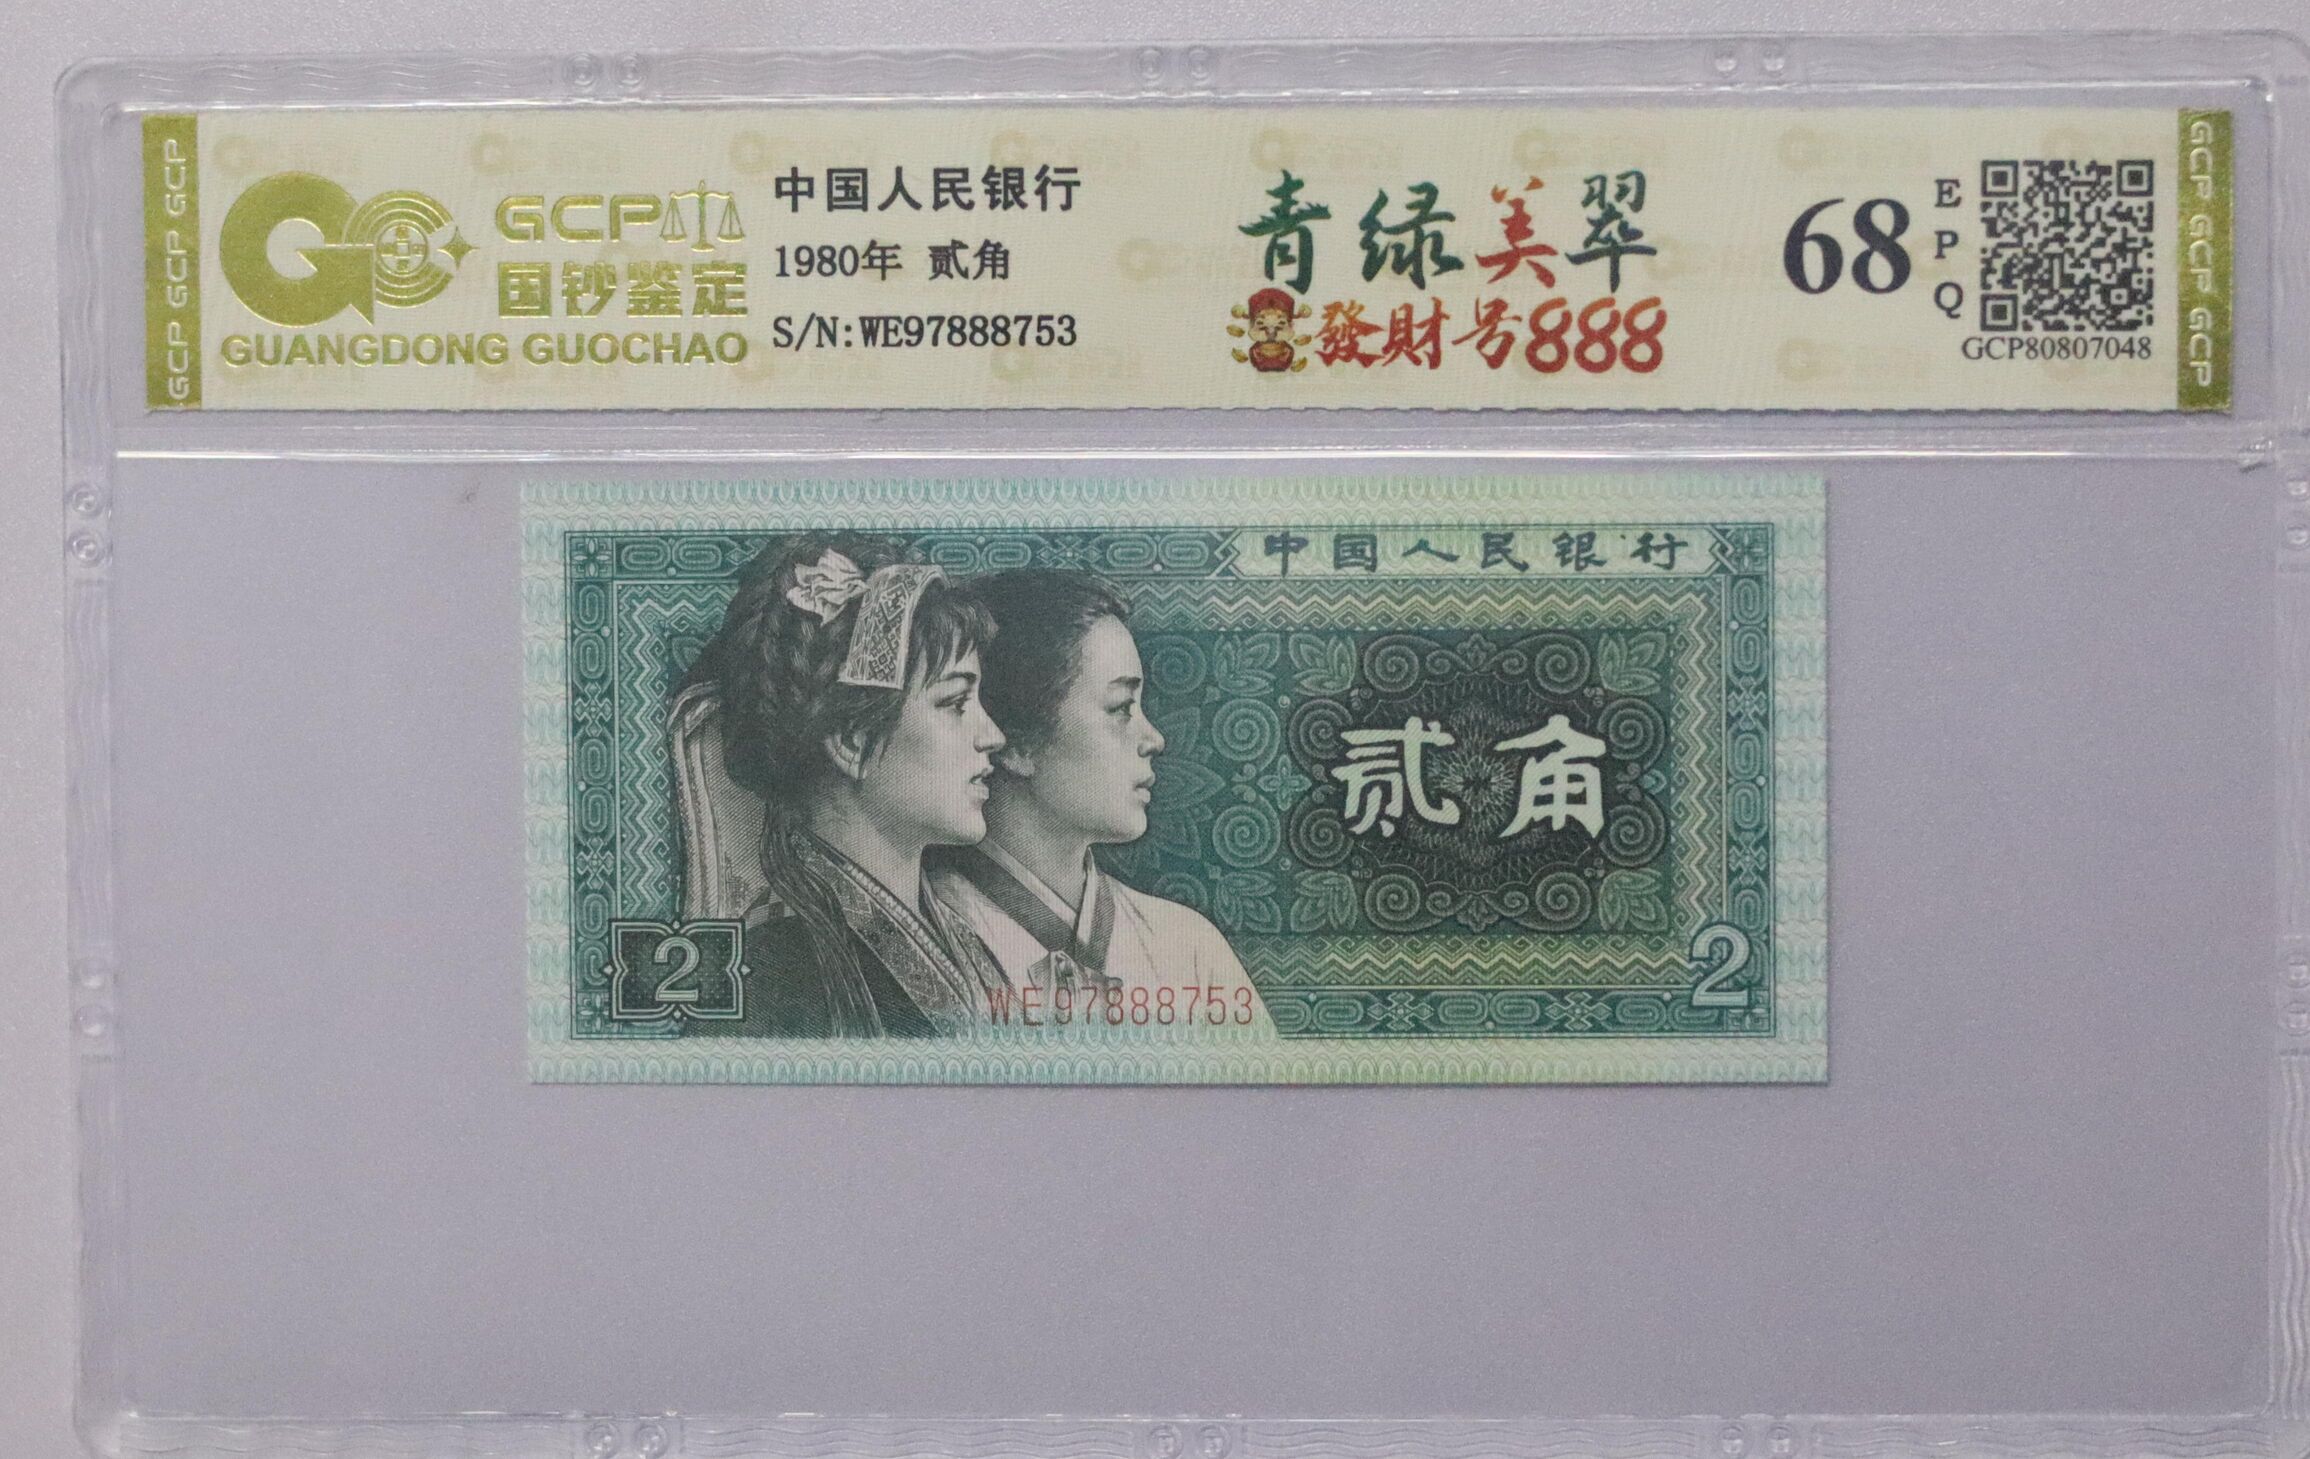 GCP GCP GCP
GCP
国钞鉴定
GUANGDONG GUOCHAO
中国人民银行
1980年 贰角
S/N:WE97888753
青绿美翠
發財号888
68
E
P
Q
GCP80807048
GCP GCP GCP
中国人民银行
贰角
2
2
WE97888753